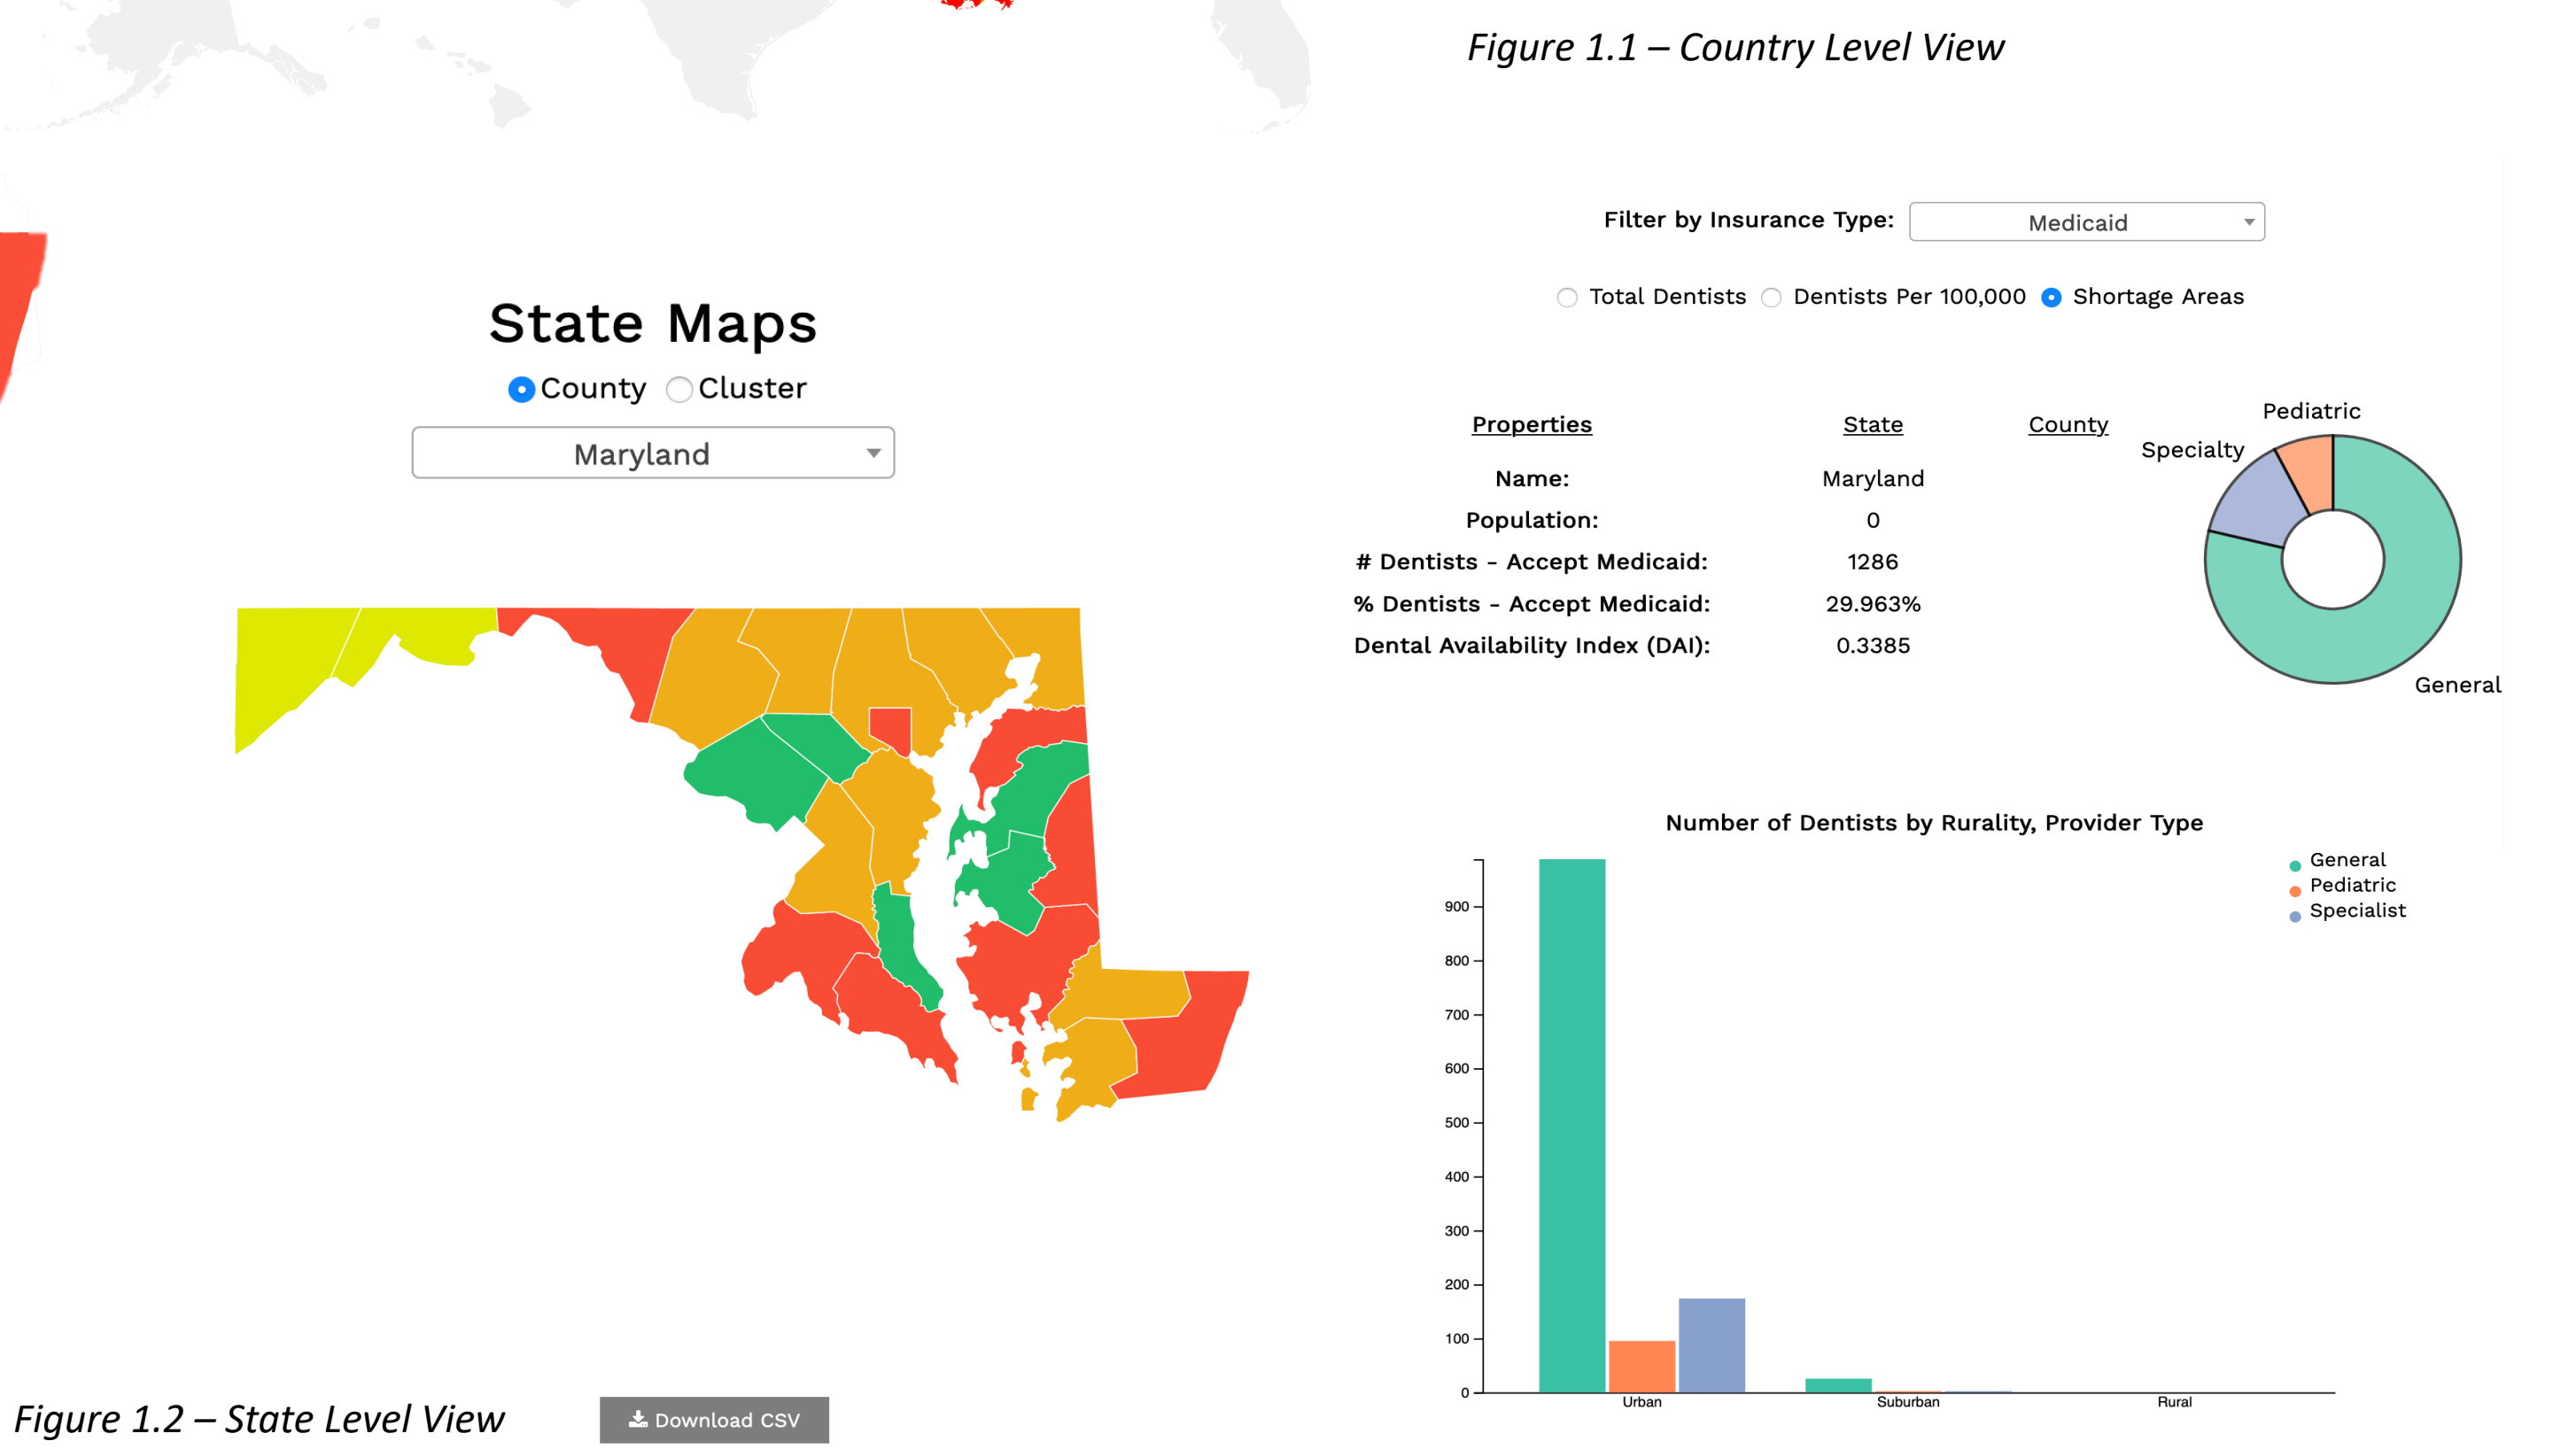 Figure 1.1 – Country Level View
Filter by Insurance Type: Medicaid
Total Dentists Dentists Per 100,000 Shortage Areas
State Maps
County Cluster
Maryland
Properties State County
Name: Maryland
Population: 0
# Dentists - Accept Medicaid: 1286
% Dentists - Accept Medicaid: 29.963%
Dental Availability Index (DAI): 0.3385
Pediatric
Specialty
General
Number of Dentists by Rurality, Provider Type
General
Pediatric
Specialist
900
800
700
600
500
400
300
200
100
0
Urban Suburban Rural
Figure 1.2 – State Level View
Download CSV